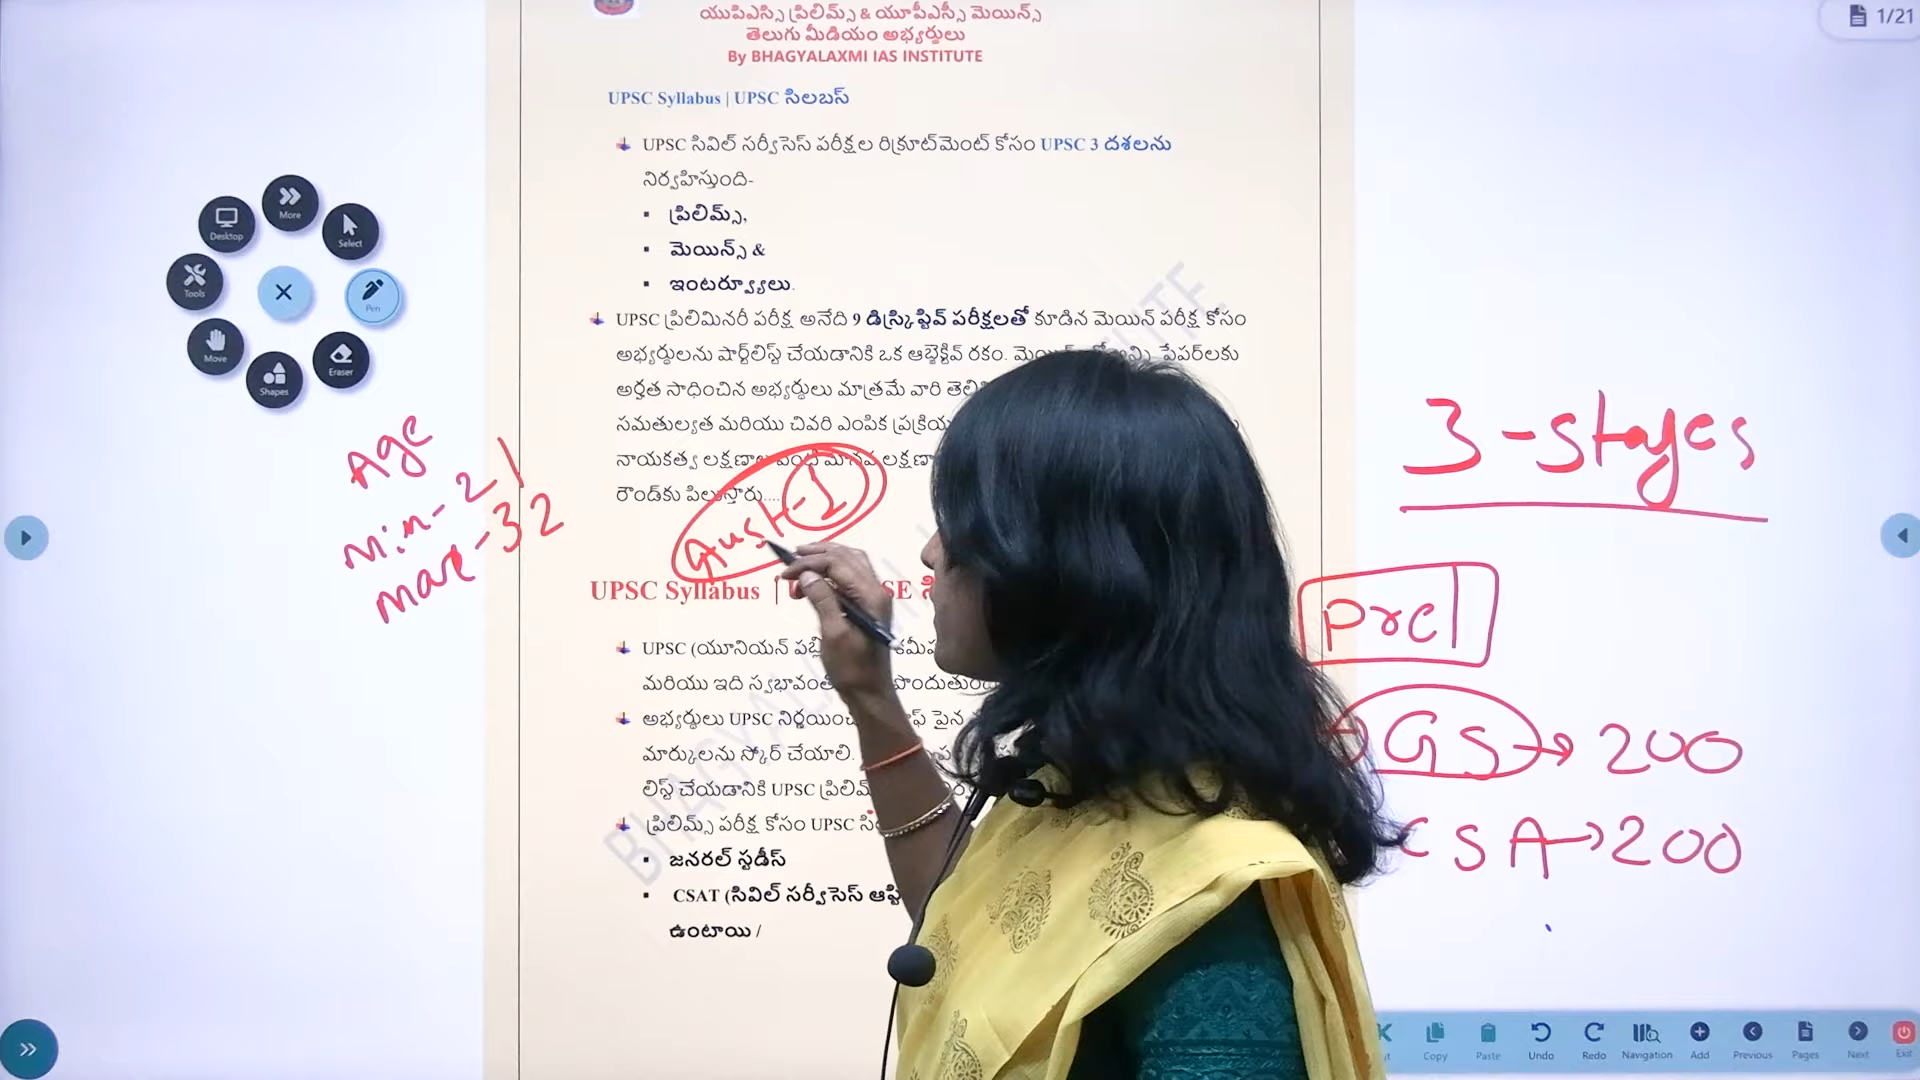 యుపిఎస్సి ప్రిలిమ్స్ & యూపీఎస్సీ మెయిన్స్
తెలుగు మీడియం అభ్యర్థులు
By BHAGYALAXMI IAS INSTITUTE
1/21
UPSC Syllabus | UPSC సిలబస్
UPSC సివిల్ సర్వీసెస్ పరీక్షల రిక్రూట్‌మెంట్ కోసం UPSC 3 దశలను
నిర్వహిస్తుంది-
ప్రిలిమ్స్,
మెయిన్స్ &
ఇంటర్వ్యూలు.
UPSC ప్రిలిమినరీ పరీక్ష అనేది 9 డిస్క్రిప్టివ్ పరీక్షలతో కూడిన మెయిన్ పరీక్ష కోసం
అభ్యర్థులను షార్ట్‌లిస్ట్ చేయడానికి ఒక ఆబ్జెక్టివ్ రకం. పేపర్‌లకు
అర్హత సాధించిన అభ్యర్థులు మాత్రమే వారి
సమతుల్యత మరియు చివరి ఎంపిక
నాయకత్వ లక్షణాల వంటి మానవ లక్షణా
రౌండ్‌కు పిలుస్తారు....
UPSC Syllabus |
UPSC (యూనియన్
మరియు ఇది
అభ్యర్థులు UPSC పైన
మార్కులను స్కోర్ చేయాలి.
లిస్ట్ చేయడానికి UPSC
ప్రిలిమ్స్ పరీక్ష కోసం UPSC
జనరల్ స్టడీస్
CSAT (సివిల్ సర్వీసెస్
ఉంటాయి /
Age
Min-21
Max-32
Aust-1
3-stages
Prel
GS → 200
CSA → 200
BHAGYALAXMI
Desktop
More
Select
Tools
Pen
Move
Shapes
Eraser
Copy
Paste
Undo
Redo
Navigation
Add
Previous
Pages
Next
Exit